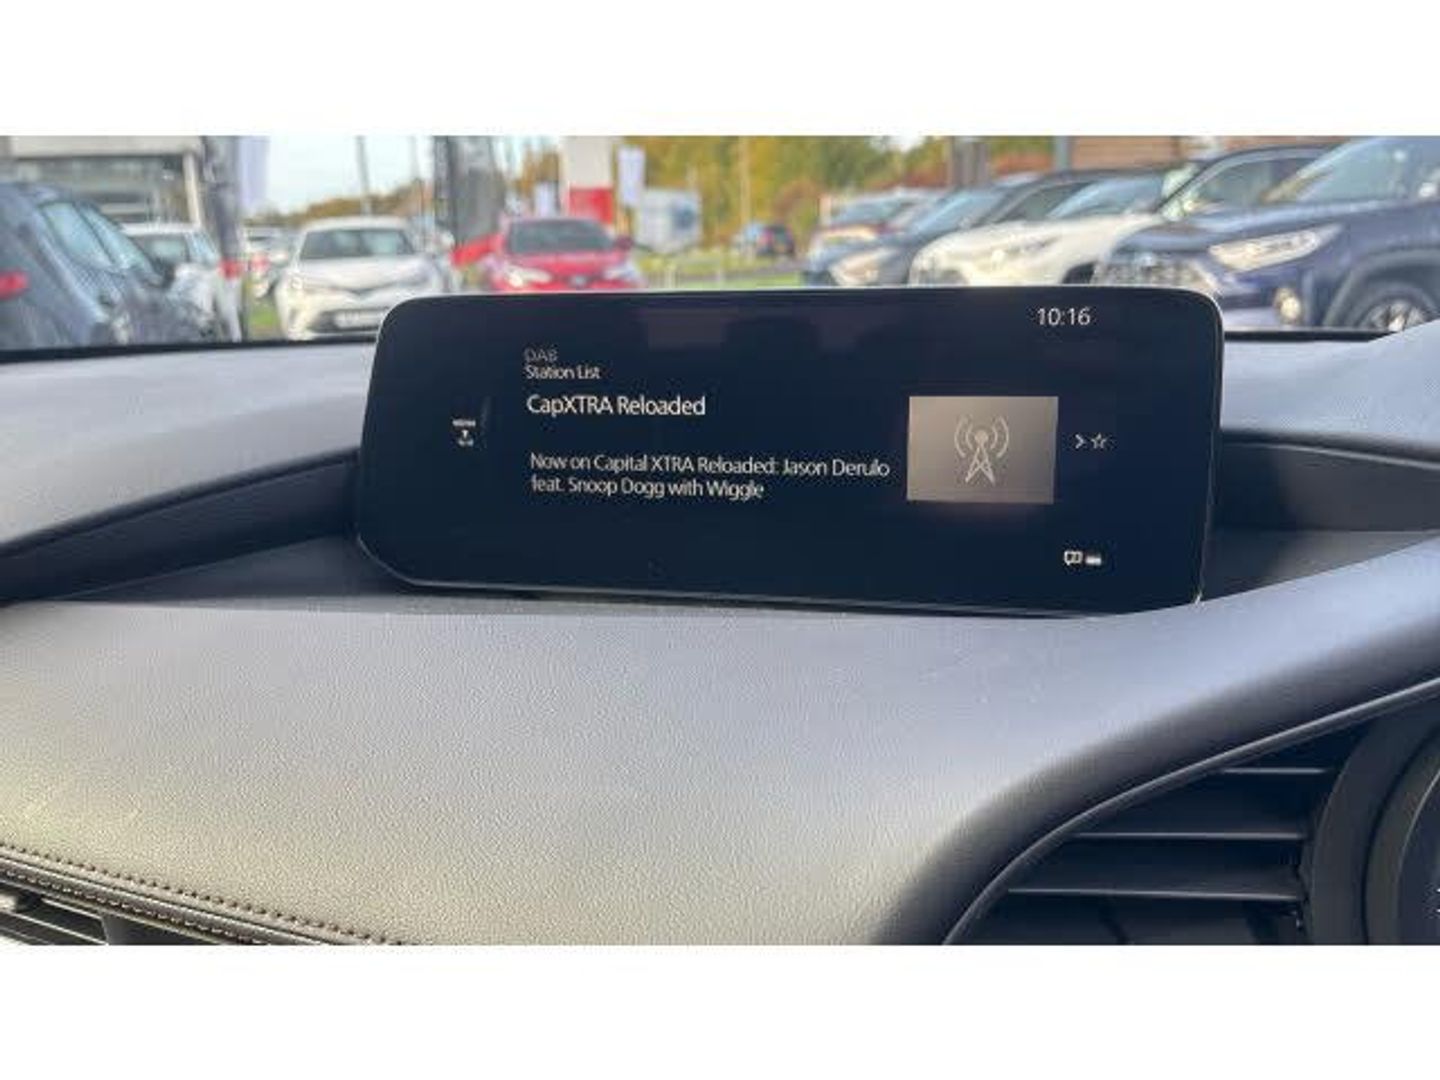 10:16
DAB
Station List
CapXTRA Reloaded
Now on Capital XTRA Reloaded: Jason Derulo
feat. Snoop Dogg with Wiggle